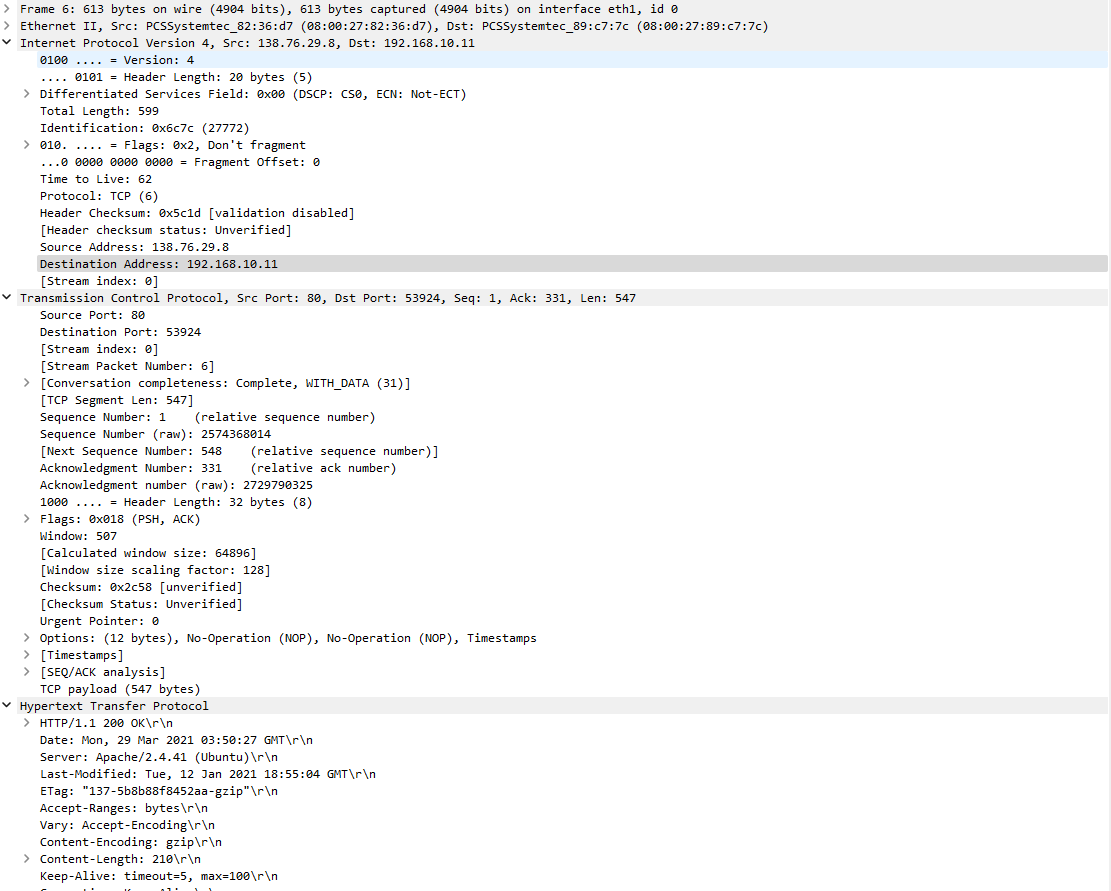 Frame 6: 613 bytes on wire (4904 bits), 613 bytes captured (4904 bits) on interface eth1, id 0
Ethernet II, Src: PCSSystemtec_82:36:d7 (08:00:27:82:36:d7), Dst: PCSSystemtec_89:c7:7c (08:00:27:89:c7:7c)
Internet Protocol Version 4, Src: 138.76.29.8, Dst: 192.168.10.11
0100 .... = Version: 4
.... 0101 = Header Length: 20 bytes (5)
Differentiated Services Field: 0x00 (DSCP: CS0, ECN: Not-ECT)
Total Length: 599
Identification: 0x6c7c (27772)
010. .... = Flags: 0x2, Don't fragment
...0 0000 0000 0000 = Fragment Offset: 0
Time to Live: 62
Protocol: TCP (6)
Header Checksum: 0x5c1d [validation disabled]
[Header checksum status: Unverified]
Source Address: 138.76.29.8
Destination Address: 192.168.10.11
[Stream index: 0]
Transmission Control Protocol, Src Port: 80, Dst Port: 53924, Seq: 1, Ack: 331, Len: 547
Source Port: 80
Destination Port: 53924
[Stream index: 0]
[Stream Packet Number: 6]
[Conversation completeness: Complete, WITH_DATA (31)]
[TCP Segment Len: 547]
Sequence Number: 1    (relative sequence number)
Sequence Number (raw): 2574368014
[Next Sequence Number: 548    (relative sequence number)]
Acknowledgment Number: 331    (relative ack number)
Acknowledgment number (raw): 2729790325
1000 .... = Header Length: 32 bytes (8)
Flags: 0x018 (PSH, ACK)
Window: 507
[Calculated window size: 64896]
[Window size scaling factor: 128]
Checksum: 0x2c58 [unverified]
[Checksum Status: Unverified]
Urgent Pointer: 0
Options: (12 bytes), No-Operation (NOP), No-Operation (NOP), Timestamps
[Timestamps]
[SEQ/ACK analysis]
TCP payload (547 bytes)
Hypertext Transfer Protocol
HTTP/1.1 200 OK\r\n
Date: Mon, 29 Mar 2021 03:50:27 GMT\r\n
Server: Apache/2.4.41 (Ubuntu)\r\n
Last-Modified: Tue, 12 Jan 2021 18:55:04 GMT\r\n
ETag: "137-5b8b88f8452aa-gzip"\r\n
Accept-Ranges: bytes\r\n
Vary: Accept-Encoding\r\n
Content-Encoding: gzip\r\n
Content-Length: 210\r\n
Keep-Alive: timeout=5, max=100\r\n